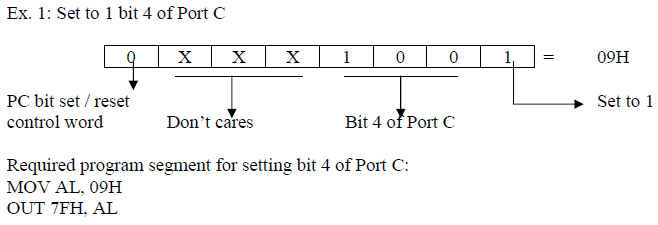 Ex. 1: Set to 1 bit 4 of Port C
0 X X X 1 0 0 1 = 09H
PC bit set / reset
control word
Don't cares
Bit 4 of Port C
Set to 1
Required program segment for setting bit 4 of Port C:
MOV AL, 09H
OUT 7FH, AL